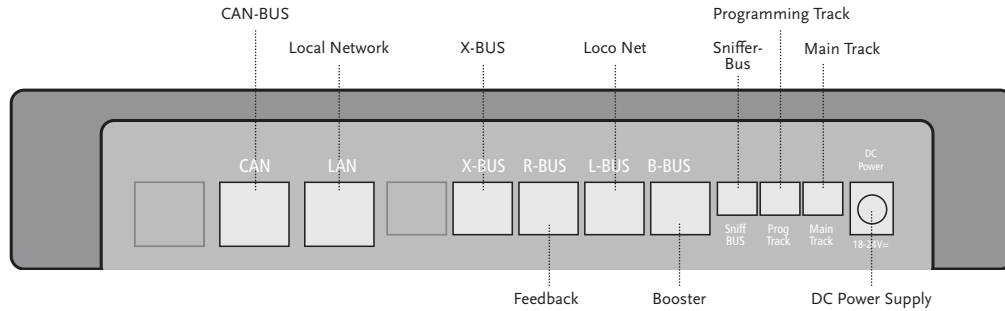 CAN-BUS
Programming Track
Local Network
X-BUS
Loco Net
Sniffer-
Bus
Main Track
CAN
LAN
X-BUS
R-BUS
L-BUS
B-BUS
DC
Power
Sniff
BUS
Prog
Track
Main
Track
18-24V=
Feedback
Booster
DC Power Supply